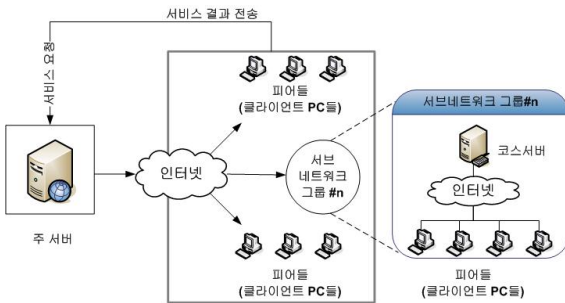 서비스 결과 전송
서비스 요청
주 서버
인터넷
피어들
(클라이언트 PC들)
서브
네트워크
그룹 #n
피어들
(클라이언트 PC들)
서브네트워크 그룹#n
코스서버
인터넷
피어들
(클라이언트 PC들)